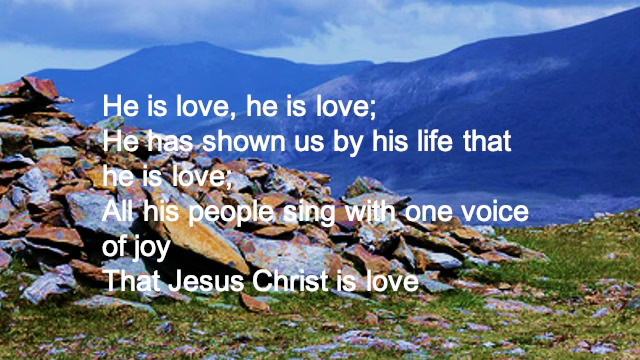 He is love, he is love;
He has shown us by his life that
he is love;
All his people sing with one voice
of joy
That Jesus Christ is love